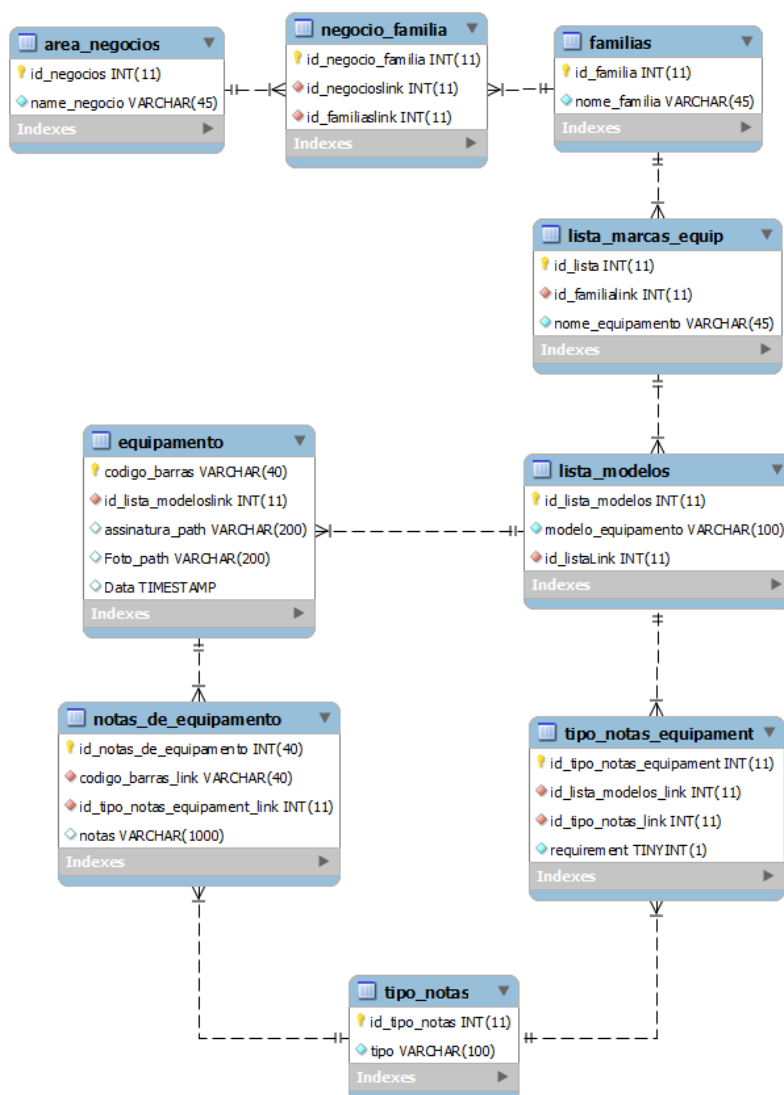 area_negocios
id_negocios INT(11)
name_negocio VARCHAR(45)
Indexes
negocio_familia
id_negocio_familia INT(11)
id_negocioslink INT(11)
id_familiaslink INT(11)
Indexes
familias
id_familia INT(11)
nome_familia VARCHAR(45)
Indexes
lista_marcas_equip
id_lista INT(11)
id_familialink INT(11)
nome_equipamento VARCHAR(45)
Indexes
equipamento
codigo_barras VARCHAR(40)
id_lista_modeloslink INT(11)
assinatura_path VARCHAR(200)
Foto_path VARCHAR(200)
Data TIMESTAMP
Indexes
lista_modelos
id_lista_modelos INT(11)
modelo_equipamento VARCHAR(100)
id_listaLink INT(11)
Indexes
notas_de_equipamento
id_notas_de_equipamento INT(40)
codigo_barras_link VARCHAR(40)
id_tipo_notas_equipament_link INT(11)
notas VARCHAR(1000)
Indexes
tipo_notas_equipament
id_tipo_notas_equipament INT(11)
id_lista_modelos_link INT(11)
id_tipo_notas_link INT(11)
requirement TINYINT(1)
Indexes
tipo_notas
id_tipo_notas INT(11)
tipo VARCHAR(100)
Indexes